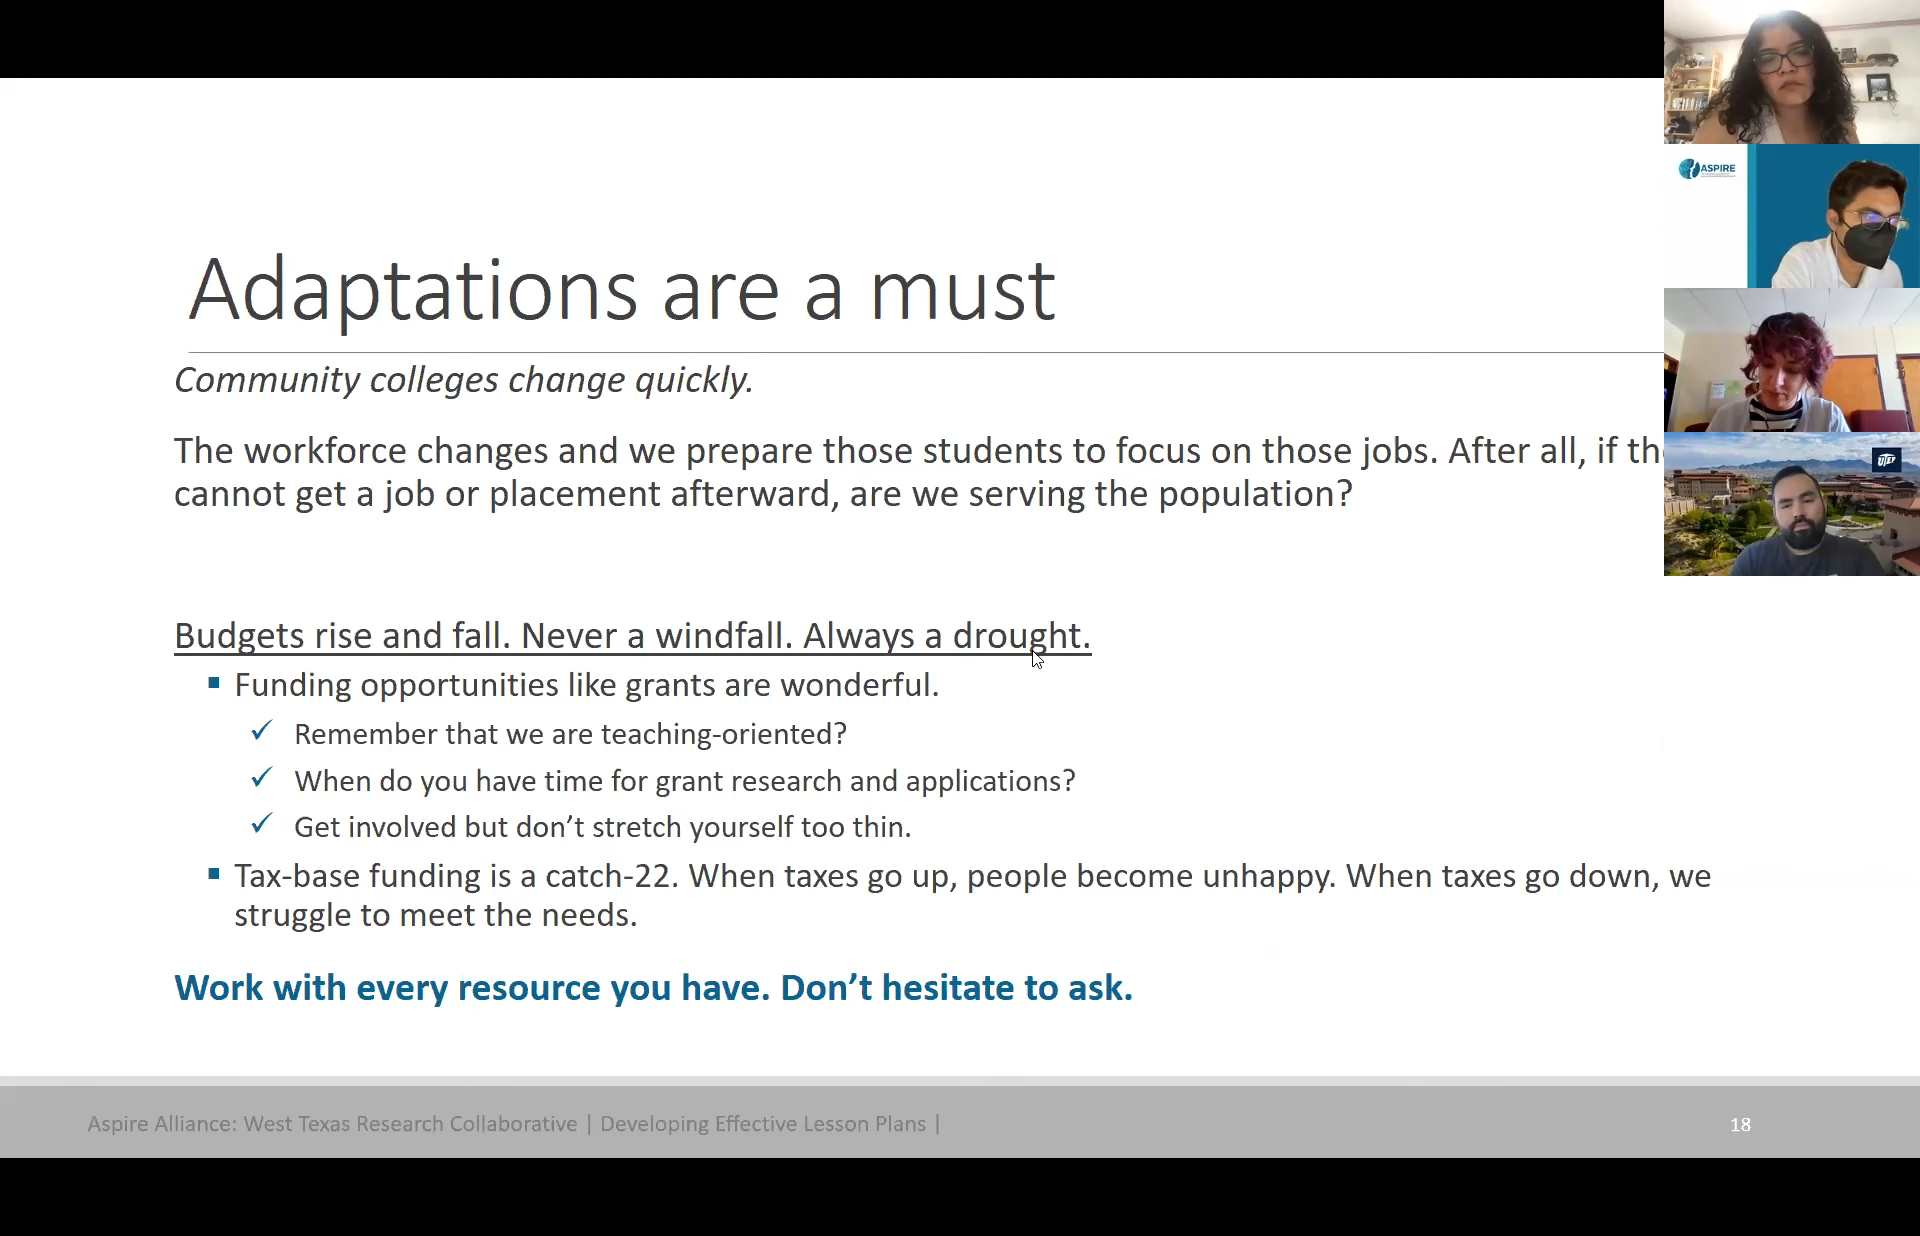 Adaptations are a must
Community colleges change quickly.
The workforce changes and we prepare those students to focus on those jobs. After all, if th
cannot get a job or placement afterward, are we serving the population?
Budgets rise and fall. Never a windfall. Always a drought.
Funding opportunities like grants are wonderful.
Remember that we are teaching-oriented?
When do you have time for grant research and applications?
Get involved but don’t stretch yourself too thin.
Tax-base funding is a catch-22. When taxes go up, people become unhappy. When taxes go down, we
struggle to meet the needs.
Work with every resource you have. Don’t hesitate to ask.
Aspire Alliance: West Texas Research Collaborative | Developing Effective Lesson Plans |
18
ASPIRE
UTEP